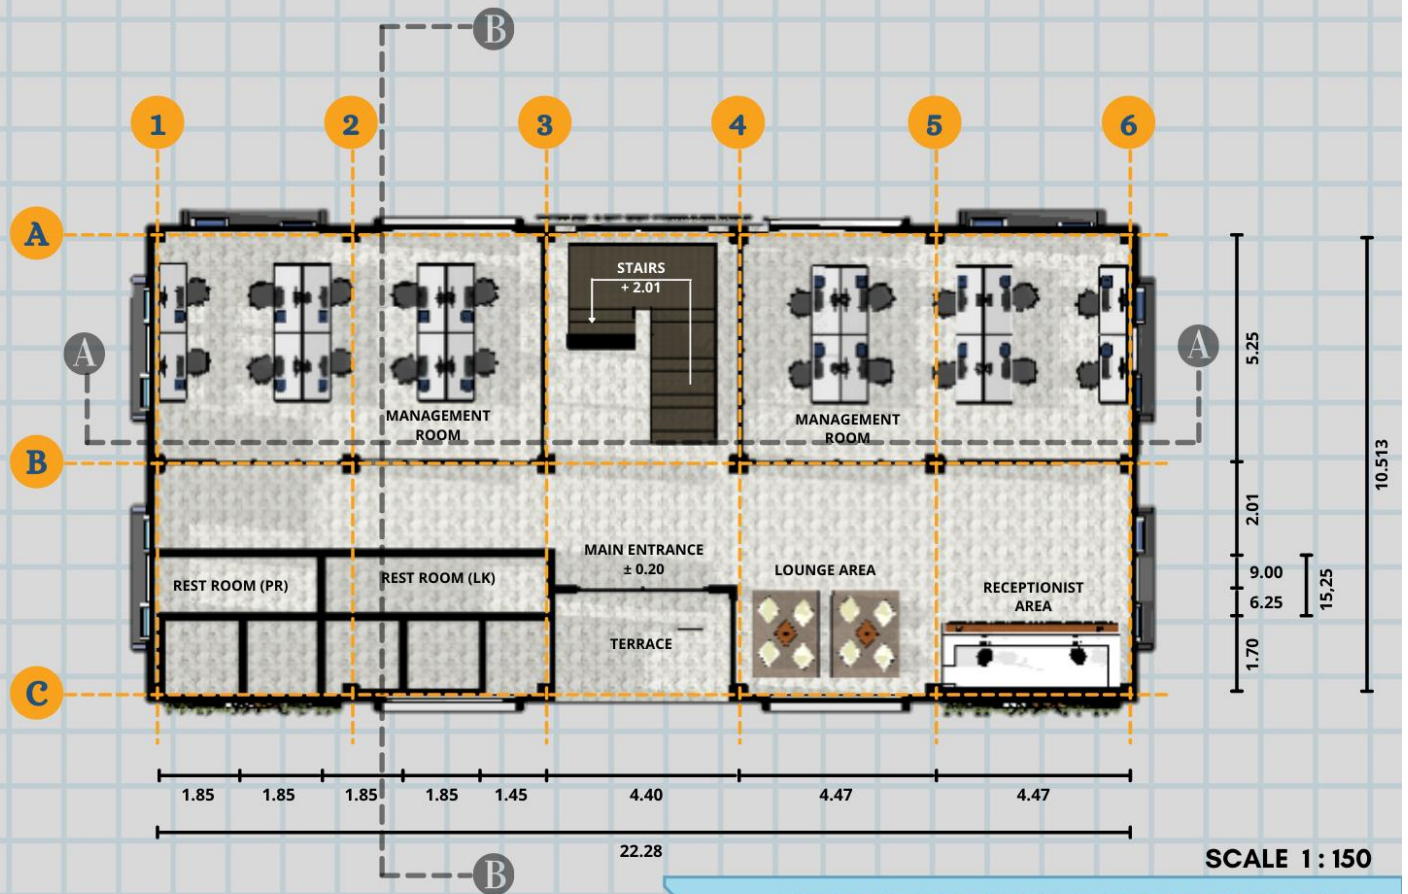 B
1
2
3
4
5
6
A
STAIRS
+ 2.01
A
A
5.25
MANAGEMENT
ROOM
MANAGEMENT
ROOM
B
10.513
2.01
MAIN ENTRANCE
± 0.20
LOUNGE AREA
REST ROOM (PR)
REST ROOM (LK)
RECEPTIONIST
AREA
9.00
6.25
15,25
TERRACE
1.70
C
1.85
1.85
1.85
1.85
1.45
4.40
4.47
4.47
22.28
SCALE 1 : 150
B